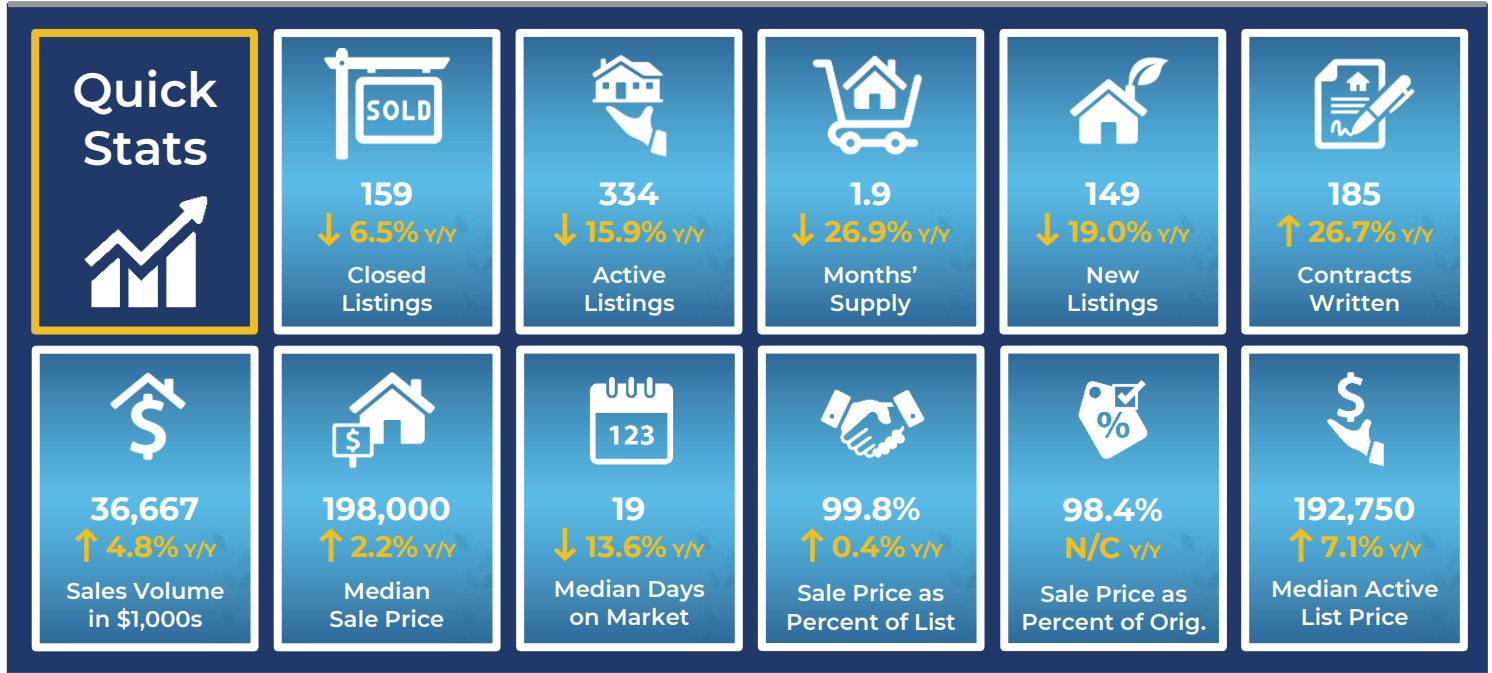 Quick
Stats
SOLD
159
↓ 6.5% Y/Y
Closed
Listings
334
↓ 15.9% Y/Y
Active
Listings
1.9
↓ 26.9% Y/Y
Months’
Supply
149
↓ 19.0% Y/Y
New
Listings
185
↑ 26.7% Y/Y
Contracts
Written
$
36,667
↑ 4.8% Y/Y
Sales Volume
in $1,000s
$
198,000
↑ 2.2% Y/Y
Median
Sale Price
123
19
↓ 13.6% Y/Y
Median Days
on Market
99.8%
↑ 0.4% Y/Y
Sale Price as
Percent of List
%
98.4%
N/C Y/Y
Sale Price as
Percent of Orig.
$
192,750
↑ 7.1% Y/Y
Median Active
List Price